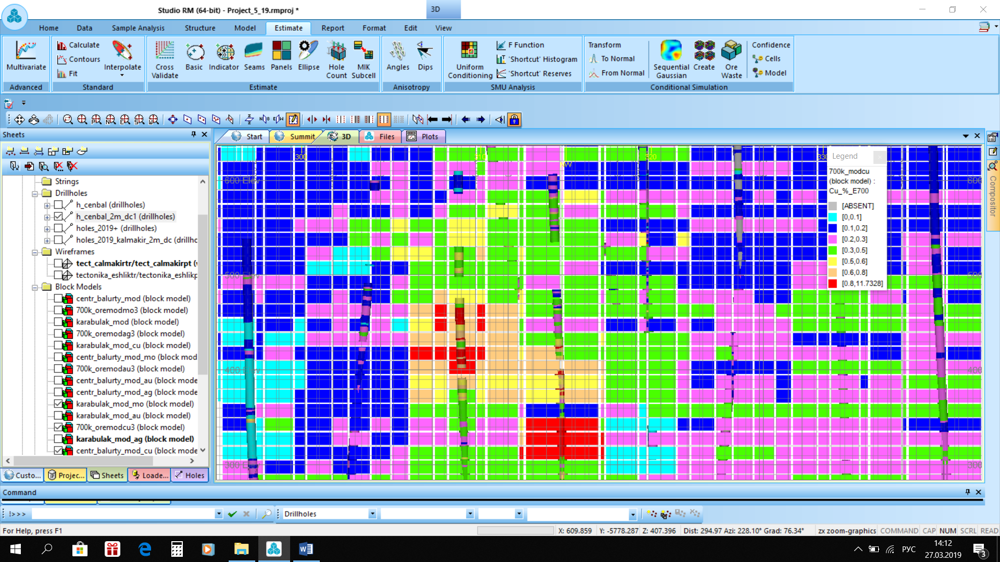 Studio RM (64-bit) - Project_5_19.rmproj *
3D
Home Data Sample Analysis Structure Model Estimate Report Format Edit View
Multivariate
Advanced
Calculate
Contours
Fit
Interpolate
Standard
Cross Validate
Basic
Indicator
Seams
Panels
Ellipse
Hole Count
MIK Subcell
Estimate
Angles
Dips
Anisotropy
Uniform Conditioning
F Function
'Shortcut' Histogram
'Shortcut' Reserves
SMU Analysis
Transform
To Normal
From Normal
Sequential Gaussian
Create
Ore Waste
Confidence
Cells
Model
Conditional Simulation
Sheets
Start Summit 3D Files Plots
Strings
Drillholes
h_cenbal (drillholes)
h_cenbal_2m_dc1 (drillholes)
holes_2019+ (drillholes)
holes_2019_kalmakir_2m_dc (drillhc
Wireframes
tect_calmakirtr/tect_calmakirpt (
tectonika_eshliktr/tectonika_eshlikp
Block Models
centr_balurty_mod (block model)
700k_oremodmo3 (block model)
karabulak_mod (block model)
700k_oremodag3 (block model)
karabulak_mod_cu (block model)
centr_balurty_mod_mo (block mod
700k_oremodau3 (block model)
centr_balurty_mod_au (block mode
centr_balurty_mod_ag (block mode
karabulak_mod_mo (block model)
karabulak_mod_au (block model)
700k_oremodcu3 (block model)
karabulak_mod_ag (block model)
centr_balurty_mod_cu (block mode
Custo... Projec... Sheets Loade... Holes
300 310 320 330
600 Elev 600
500 Elev 500
400 Elev 400
300 Elev 300
Legend
700k_modcu
(block model) :
Cu_%_E700
[ABSENT]
[0,0.1]
[0.1,0.2]
[0.2,0.3]
[0.3,0.5]
[0.5,0.6]
[0.6,0.8]
[0.8,11.7328]
Compositor
Command
!>>>
Drillholes
For Help, press F1
X: 609.859 Y: -5778.287 Z: 407.396 Dist: 294.97 Azi: 228.10° Grad: 76.34° zx zoom-graphics COMMAND CAP NUM SCRL READ
РУС
14:12
27.03.2019
3